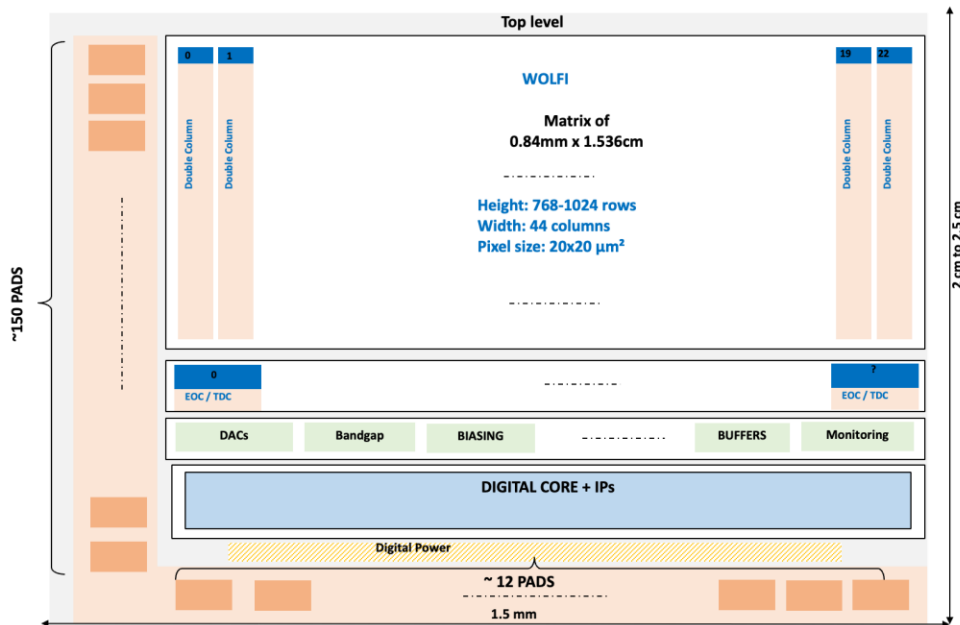 Top level
0
1
19
22
WOLFI
Matrix of
0.84mm x 1.536cm
Double Column
Double Column
Double Column
Double Column
Height: 768-1024 rows
Width: 44 columns
Pixel size: 20x20 µm²
~150 PADS
2 cm to 2.5 cm
0
?
EOC / TDC
EOC / TDC
DACs
Bandgap
BIASING
BUFFERS
Monitoring
DIGITAL CORE + IPs
Digital Power
~ 12 PADS
1.5 mm